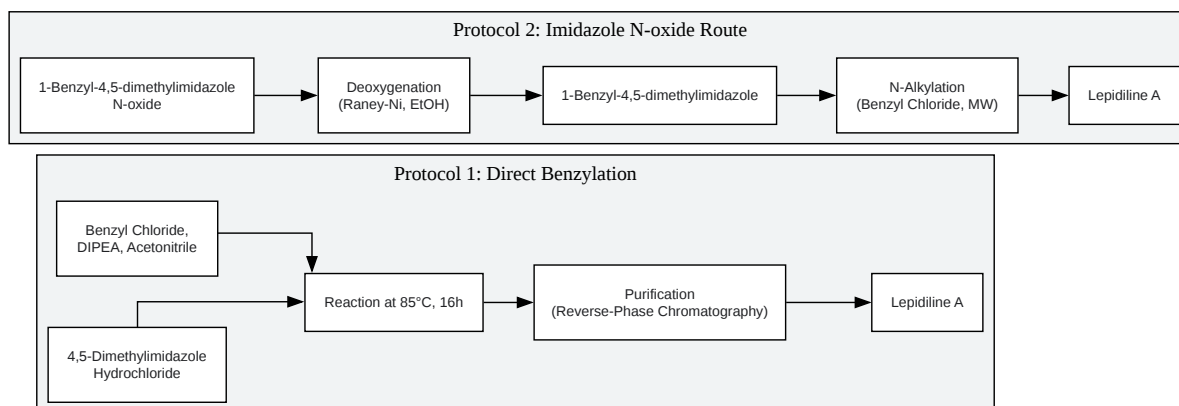 Protocol 2: Imidazole N-oxide Route
1-Benzyl-4,5-dimethylimidazole
N-oxide
Deoxygenation
(Raney-Ni, EtOH)
1-Benzyl-4,5-dimethylimidazole
N-Alkylation
(Benzyl Chloride, MW)
Lepidiline A
Protocol 1: Direct Benzylation
Benzyl Chloride,
DIPEA, Acetonitrile
4,5-Dimethylimidazole
Hydrochloride
Reaction at 85°C, 16h
Purification
(Reverse-Phase Chromatography)
Lepidiline A